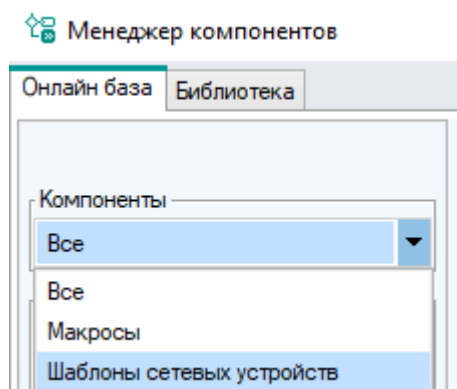 Менеджер компонентов
Онлайн база Библиотека
Компоненты
Все
Все
Макросы
Шаблоны сетевых устройств